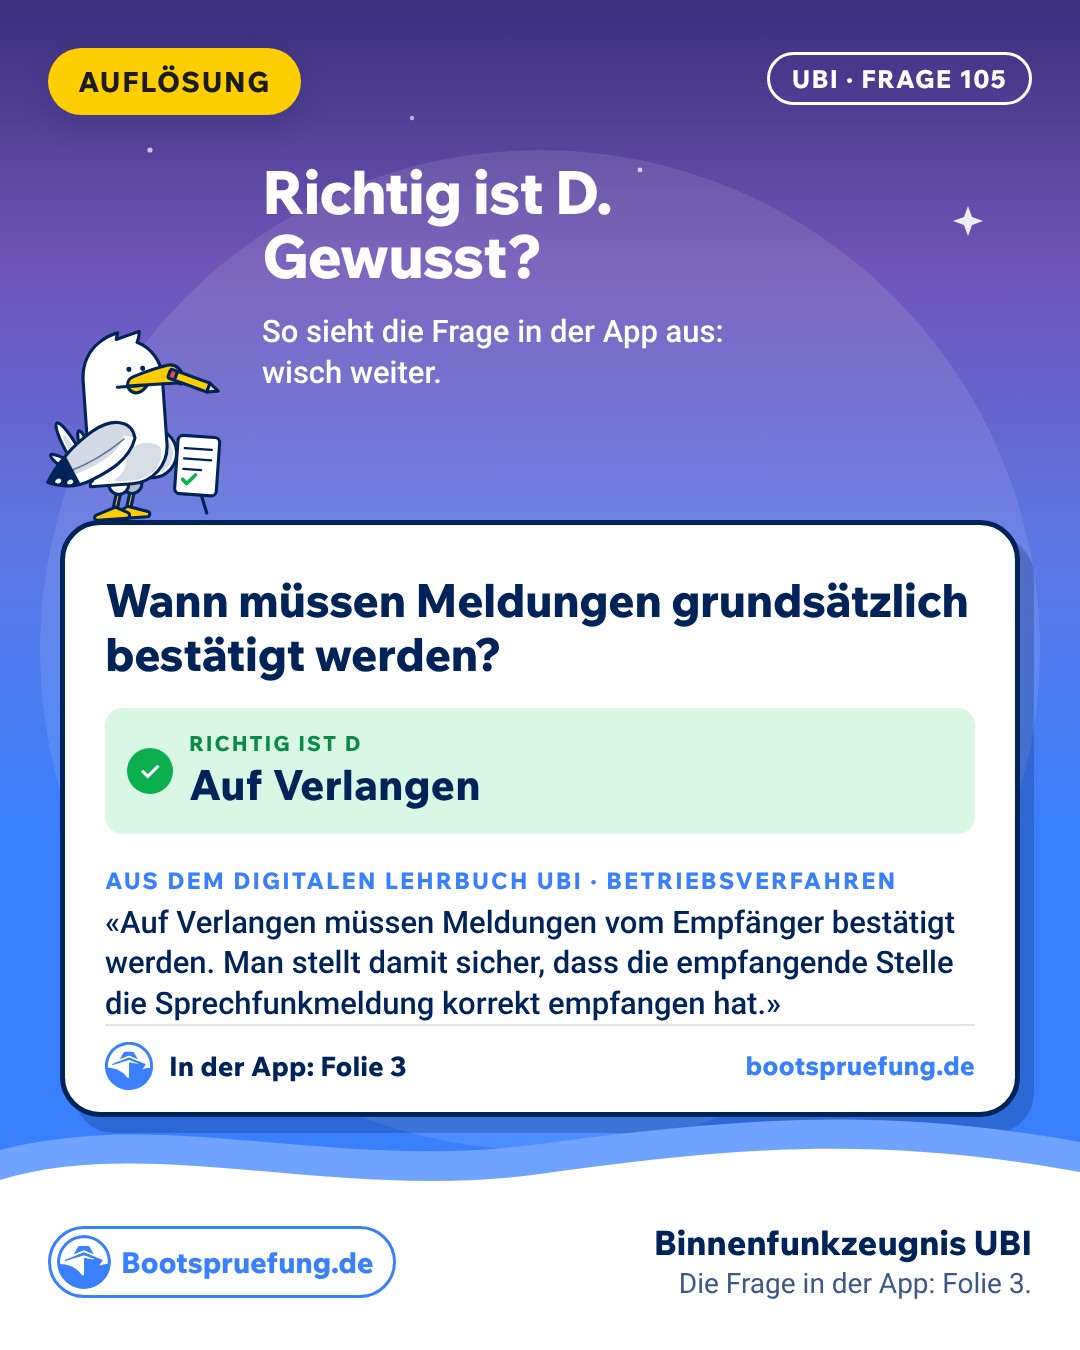 AUFLÖSUNG
UBI · FRAGE 105
Richtig ist D.
Gewusst?
So sieht die Frage in der App aus:
wisch weiter.
Wann müssen Meldungen grundsätzlich
bestätigt werden?
RICHTIG IST D
Auf Verlangen
AUS DEM DIGITALEN LEHRBUCH UBI · BETRIEBSVERFAHREN
«Auf Verlangen müssen Meldungen vom Empfänger bestätigt
werden. Man stellt damit sicher, dass die empfangende Stelle
die Sprechfunkmeldung korrekt empfangen hat.»
In der App: Folie 3
bootspruefung.de
Bootspruefung.de
Binnenfunkzeugnis UBI
Die Frage in der App: Folie 3.